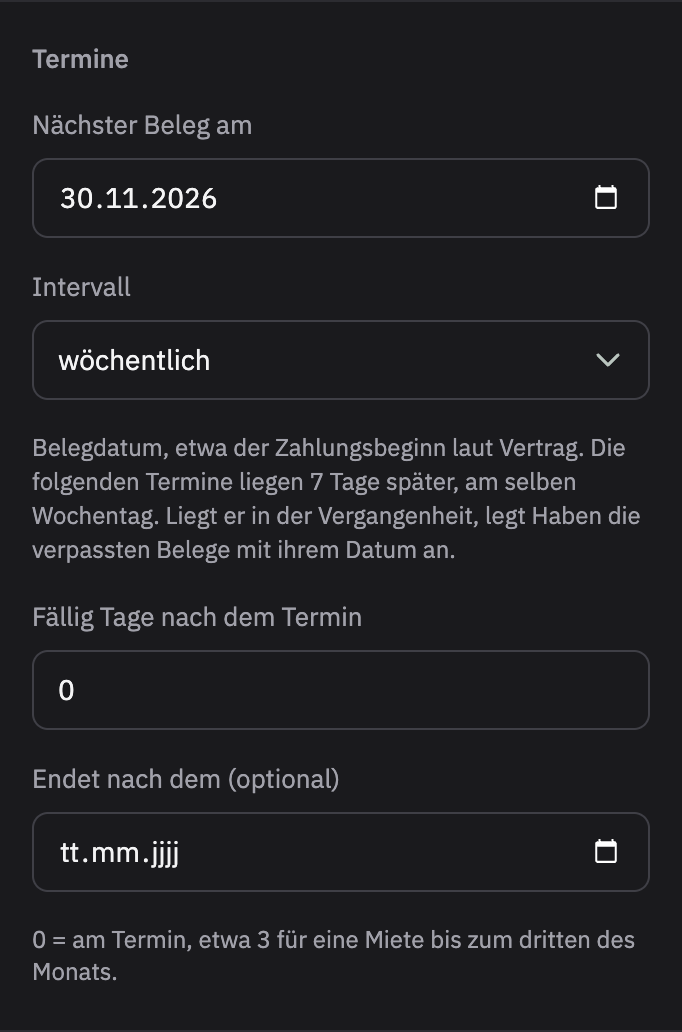 Termine
Nächster Beleg am
30.11.2026
Intervall
wöchentlich
Belegdatum, etwa der Zahlungsbeginn laut Vertrag. Die
folgenden Termine liegen 7 Tage später, am selben
Wochentag. Liegt er in der Vergangenheit, legt Haben die
verpassten Belege mit ihrem Datum an.
Fällig Tage nach dem Termin
0
Endet nach dem (optional)
tt.mm.jjjj
0 = am Termin, etwa 3 für eine Miete bis zum dritten des
Monats.